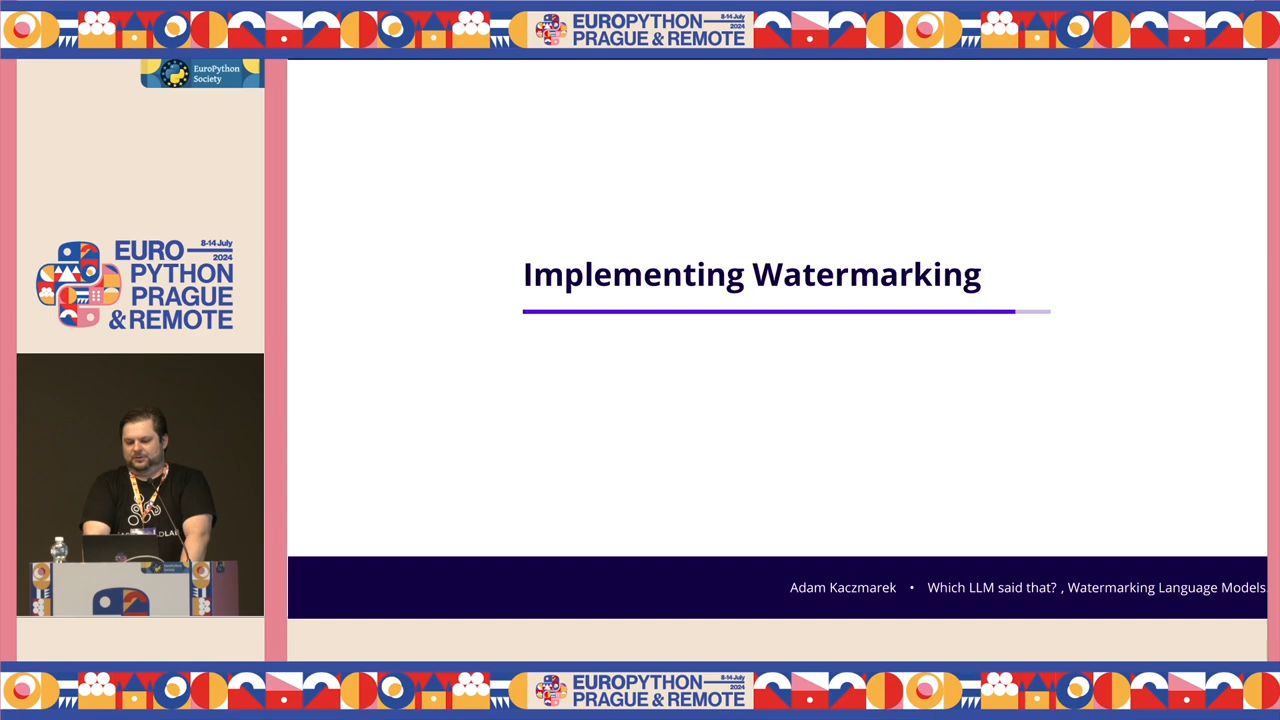 EUROPYTHON 8-14 July 2024
PRAGUE & REMOTE
EuroPython
Society
EURO 8-14 July
2024
PYTHON
PRAGUE
& REMOTE
Implementing Watermarking
Adam Kaczmarek • Which LLM said that? , Watermarking Language Models
EUROPYTHON 8-14 July 2024
PRAGUE & REMOTE